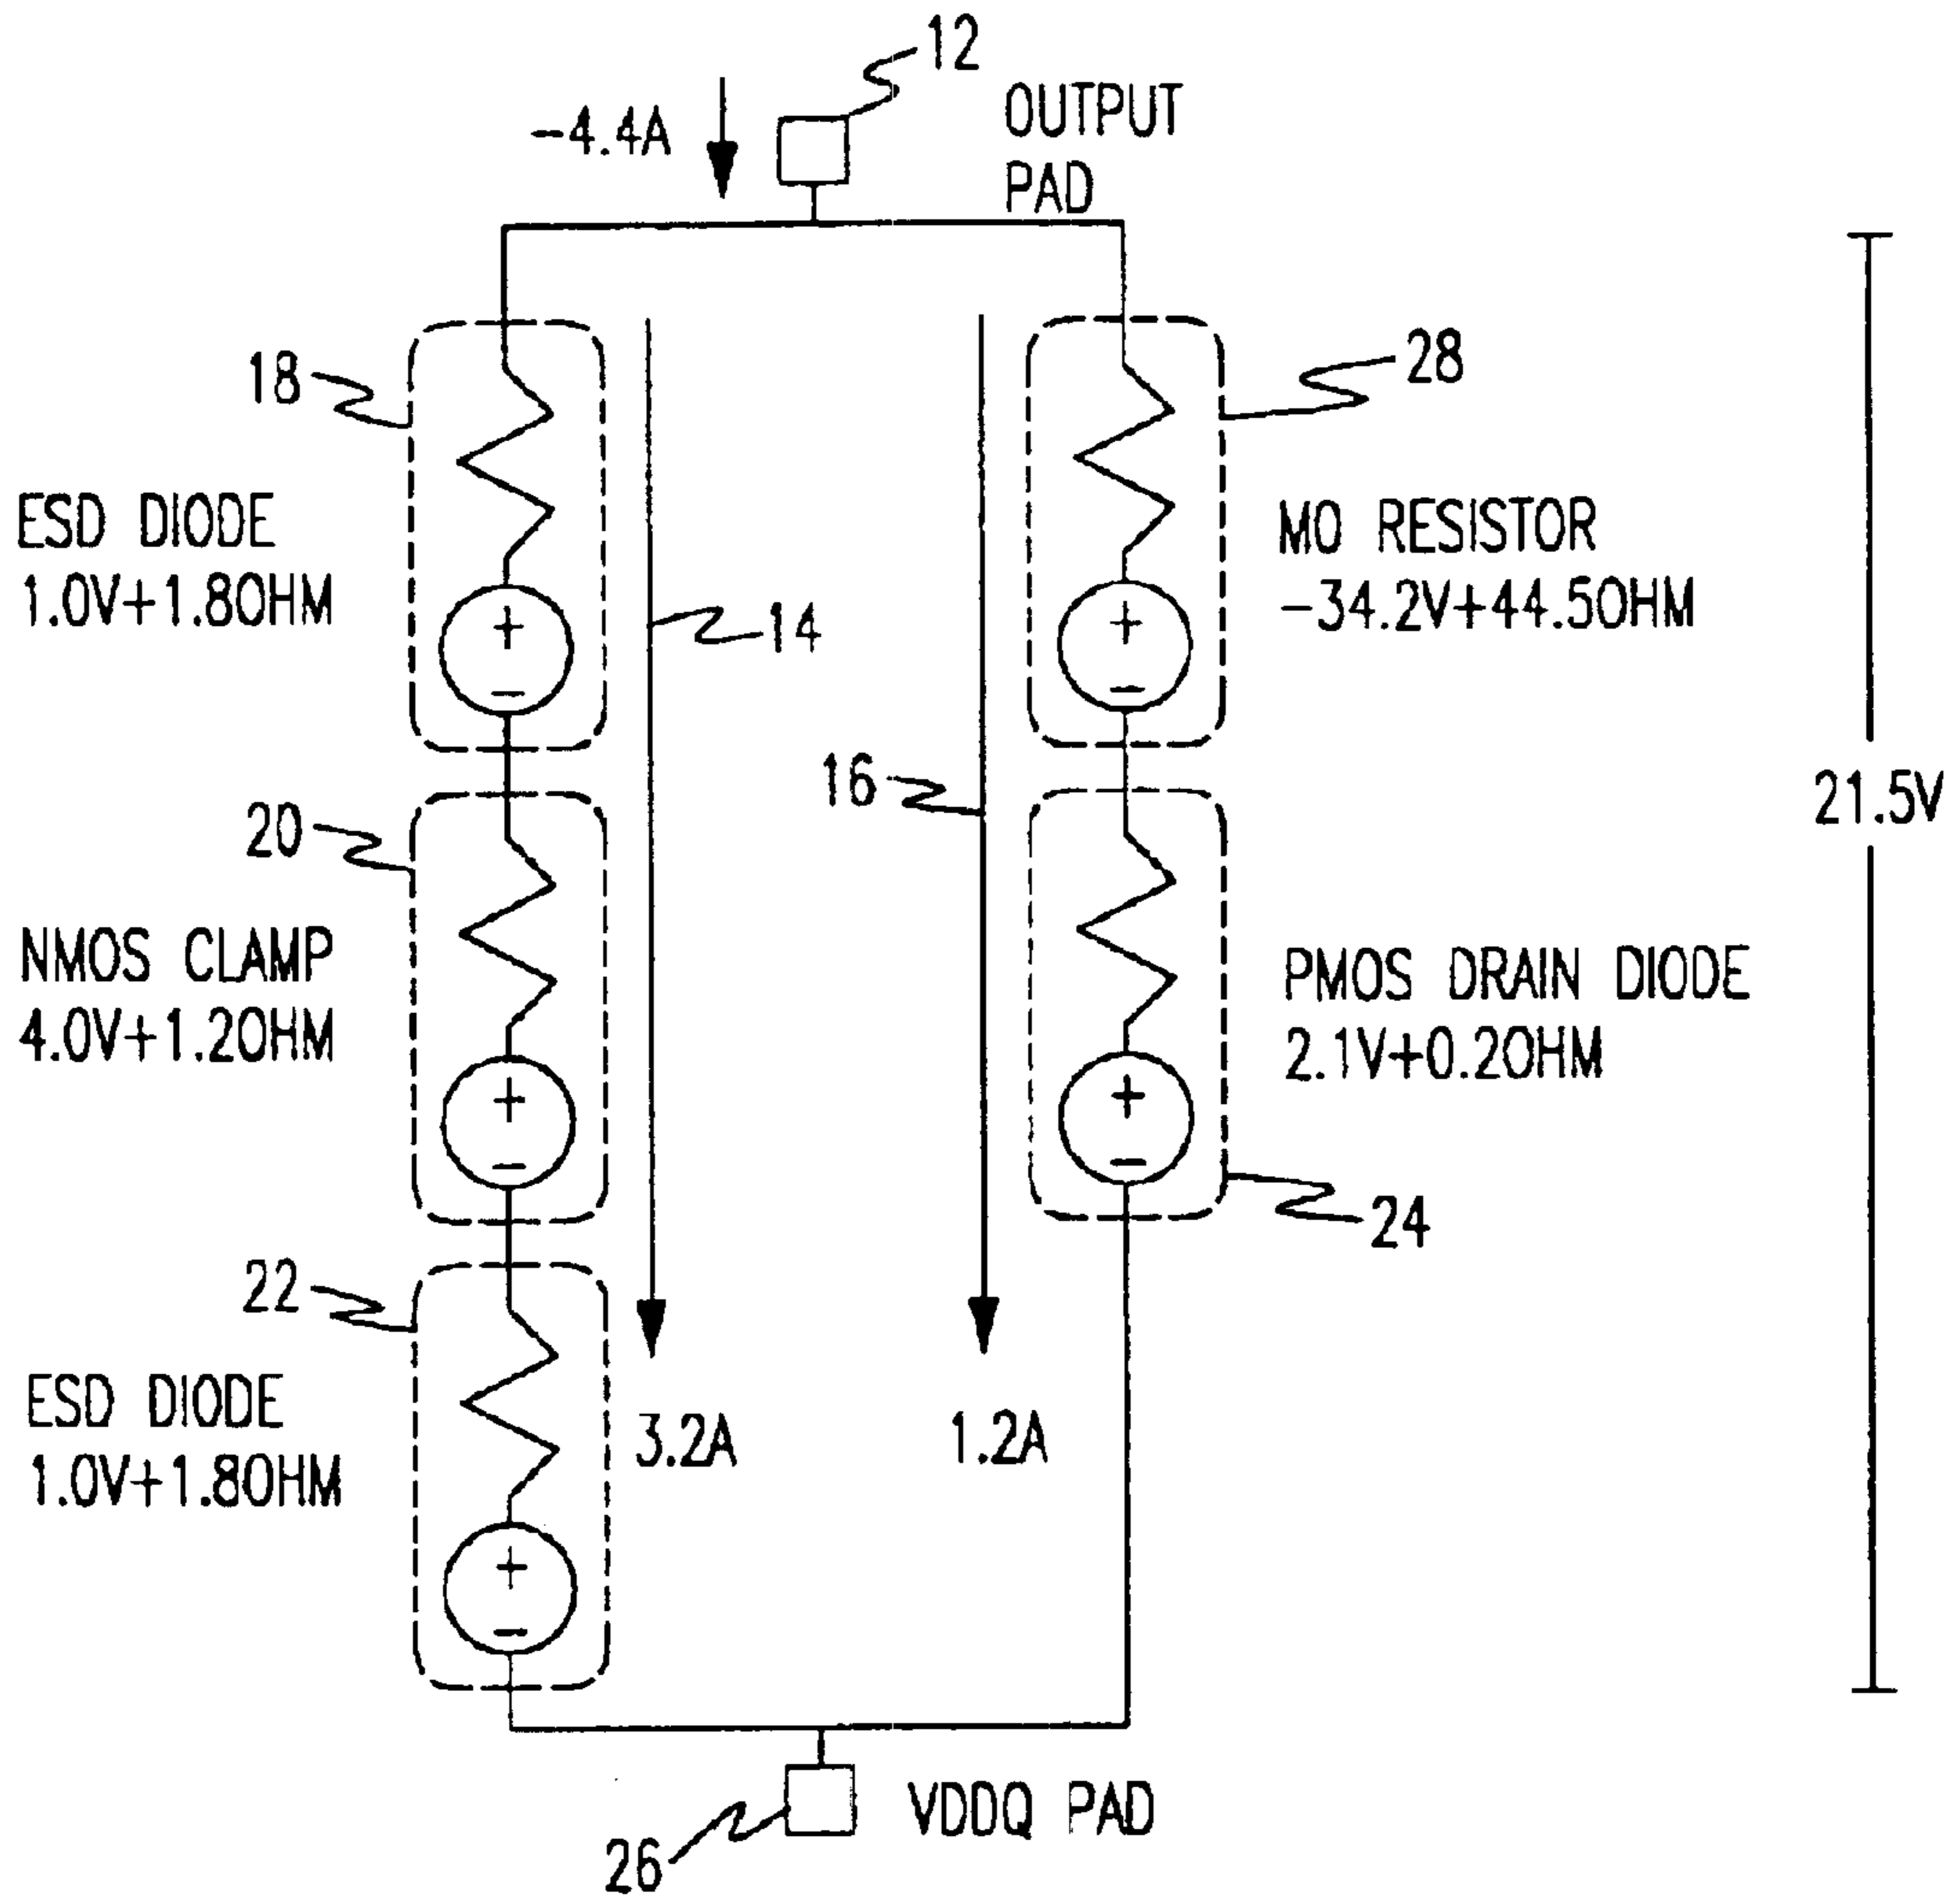 12
-4.4A
OUTPUT
PAD
18
28
ESD DIODE
1.0V+1.8OHM
14
MO RESISTOR
-34.2V+44.5OHM
16
21.5V
20
NMOS CLAMP
4.0V+1.2OHM
PMOS DRAIN DIODE
2.1V+0.2OHM
24
22
ESD DIODE
1.0V+1.8OHM
3.2A
1.2A
26
VDDQ PAD